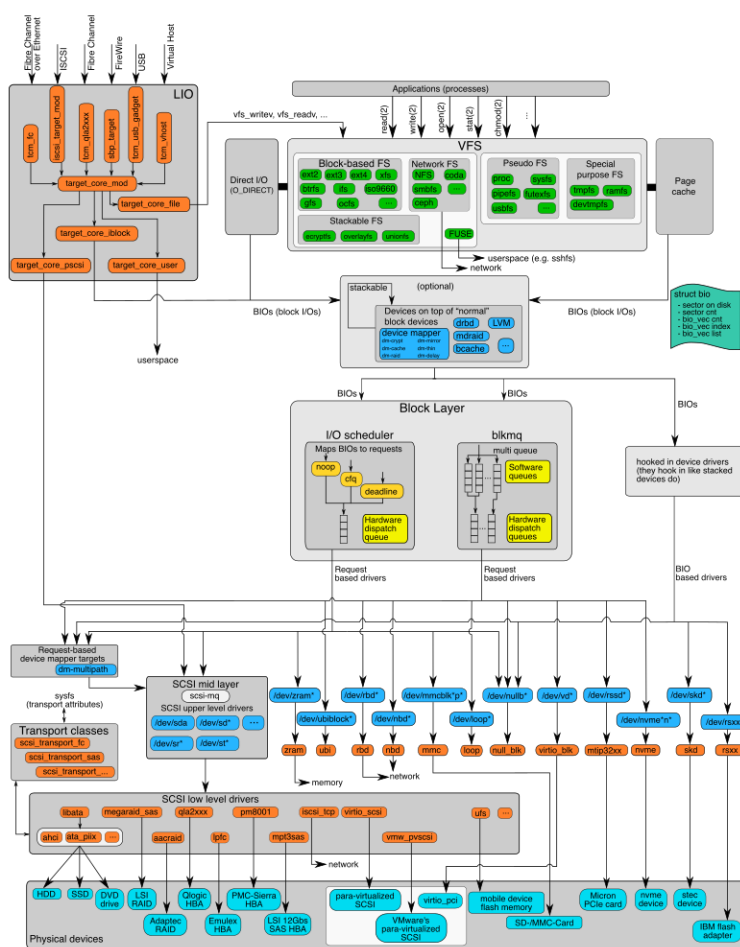 Fibre Channel
over Ethernet
ISCSI
Fibre Channel
FireWire
USB
Virtual Host
LIO
tcm_fc
iscsi_target_mod
tcm_qla2xxx
sbp_target
tcm_usb_gadget
tcm_vhost
target_core_mod
target_core_file
target_core_iblock
target_core_pscsi
target_core_user
vfs_writev, vfs_readv, ...
Applications (processes)
read(2)
write(2)
open(2)
stat(2)
chmod(2)
...
VFS
Direct I/O
(O_DIRECT)
Page
cache
Block-based FS
ext2 ext3 ext4 xfs
btrfs ifs iso9660
gfs ocfs ...
Network FS
NFS coda
smbfs ...
ceph
Pseudo FS
proc sysfs
pipefs futexfs
usbfs ...
Special
purpose FS
tmpfs ramfs
devtmpfs
Stackable FS
ecryptfs overlayfs unionfs
FUSE
userspace (e.g. sshfs)
network
userspace
BIOs (block I/Os)
BIOs (block I/Os)
struct bio
- sector on disk
- sector cnt
- bio_vec cnt
- bio_vec index
- bio_vec list
stackable
(optional)
Devices on top of “normal”
block devices
device mapper
dm-crypt dm-mirror
dm-cache dm-thin
dm-raid dm-delay
drbd LVM
mdraid
bcache ...
BIOs
BIOs
BIOs
Block Layer
I/O scheduler
Maps BIOs to requests
noop
cfq
deadline
Hardware
dispatch
queue
blkmq
multi queue
Software
queues
...
Hardware
dispatch
queues
...
hooked in device drivers
(they hook in like stacked
devices do)
Request
based drivers
Request
based drivers
BIO
based drivers
Request-based
device mapper targets
dm-multipath
sysfs
(transport attributes)
Transport classes
scsi_transport_fc
scsi_transport_sas
scsi_transport_...
SCSI mid layer
scsi-mq
SCSI upper level drivers
/dev/sda /dev/sd* ...
/dev/sr* /dev/st*
/dev/zram* /dev/rbd* /dev/mmcblk*p* /dev/nullb* /dev/vd* /dev/rssd* /dev/skd*
/dev/ubiblock* /dev/nbd* /dev/loop* /dev/nvme*n* /dev/rsxx
zram ubi rbd nbd mmc loop null_blk virtio_blk mtip32xx nvme skd rsxx
memory
network
SCSI low level drivers
libata megaraid_sas qla2xxx pm8001 iscsi_tcp virtio_scsi ufs ...
ahci ata_piix ... aacraid lpfc mpt3sas vmw_pvscsi
network
HDD SSD DVD
drive
LSI
RAID
Qlogic
HBA
PMC-Sierra
HBA
para-virtualized
SCSI
virtio_pci
mobile device
flash memory
Micron
PCIe card
nvme
device
stec
device
Adaptec
RAID
Emulex
HBA
LSI 12Gbs
SAS HBA
VMware's
para-virtualized
SCSI
SD-/MMC-Card
IBM flash
adapter
Physical devices